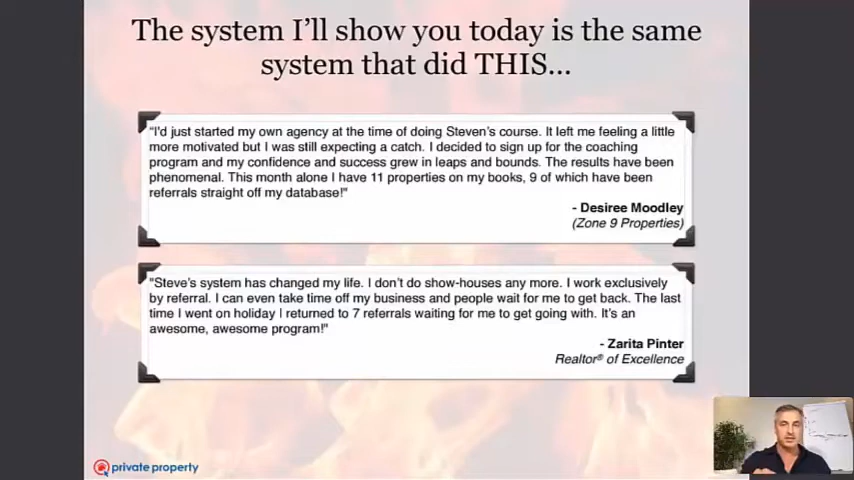 The system I'll show you today is the same
system that did THIS...
"I'd just started my own agency at the time of doing Steven's course. It left me feeling a little
more motivated but I was still expecting a catch. I decided to sign up for the coaching
program and my confidence and success grew in leaps and bounds. The results have been
phenomenal. This month alone I have 11 properties on my books, 9 of which have been
referrals straight off my database!"
- Desiree Moodley
(Zone 9 Properties)
"Steve's system has changed my life. I don't do show-houses any more. I work exclusively
by referral. I can even take time off my business and people wait for me to get back. The last
time I went on holiday I returned to 7 referrals waiting for me to get going with. It's an
awesome, awesome program!"
- Zarita Pinter
Realtor® of Excellence
private property